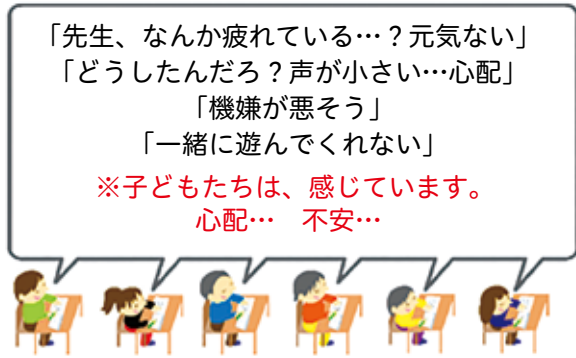 「先生、なんか疲れている…？元気ない」
「どうしたんだろ？声が小さい…心配」
「機嫌が悪そう」
「一緒に遊んでくれない」
※子どもたちは、感じています。
心配…　不安…